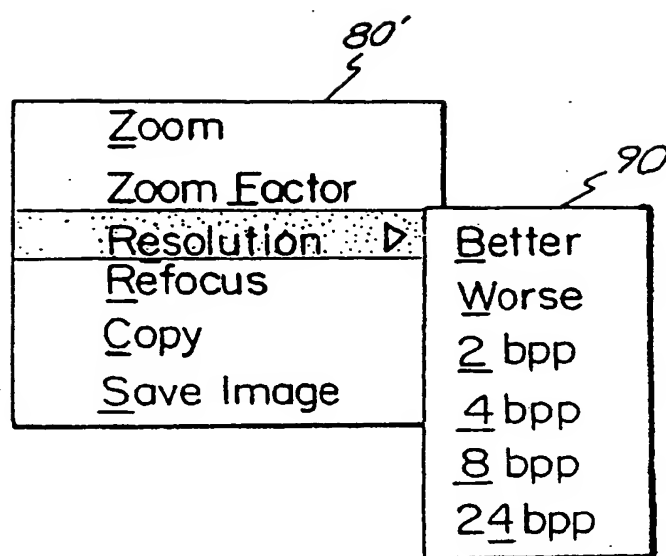 80'
Zoom
Zoom Factor
Resolution ▷
Refocus
Copy
Save Image
90
Better
Worse
2 bpp
4 bpp
8 bpp
24 bpp